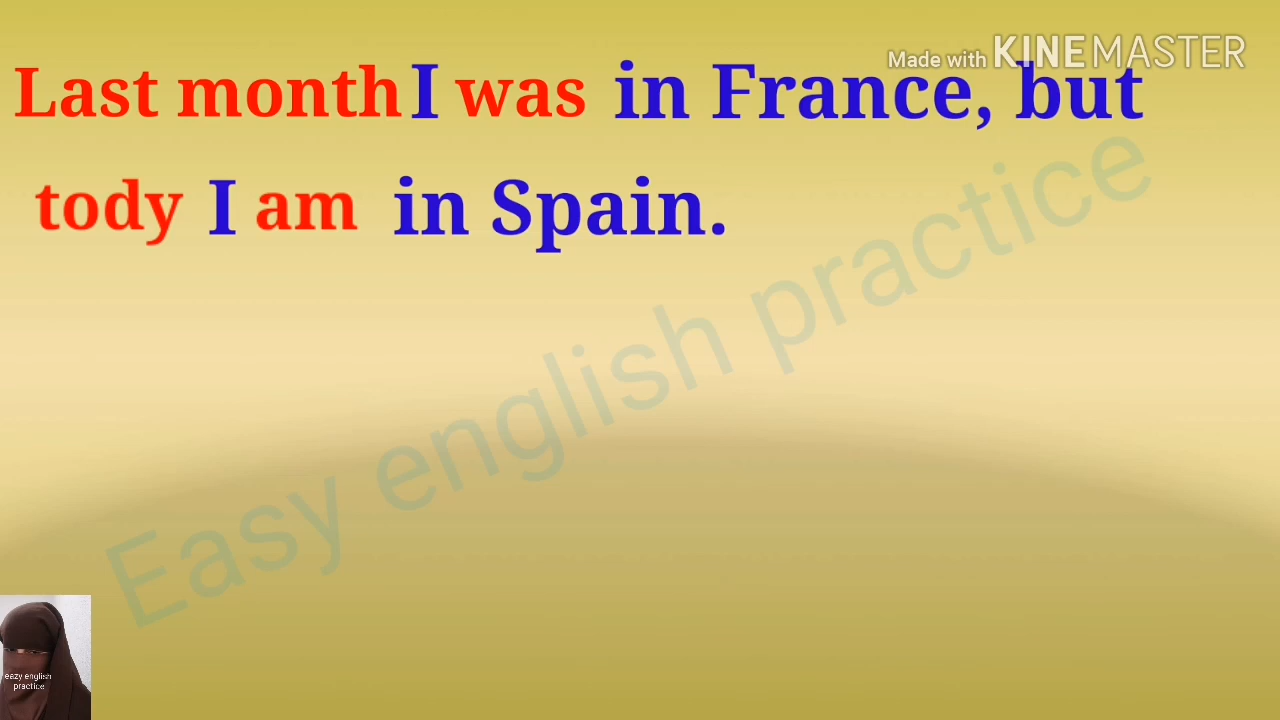 Made with KINEMASTER
Last month I was in France, but
tody I am in Spain.
Easy english practice
eazy english
practice